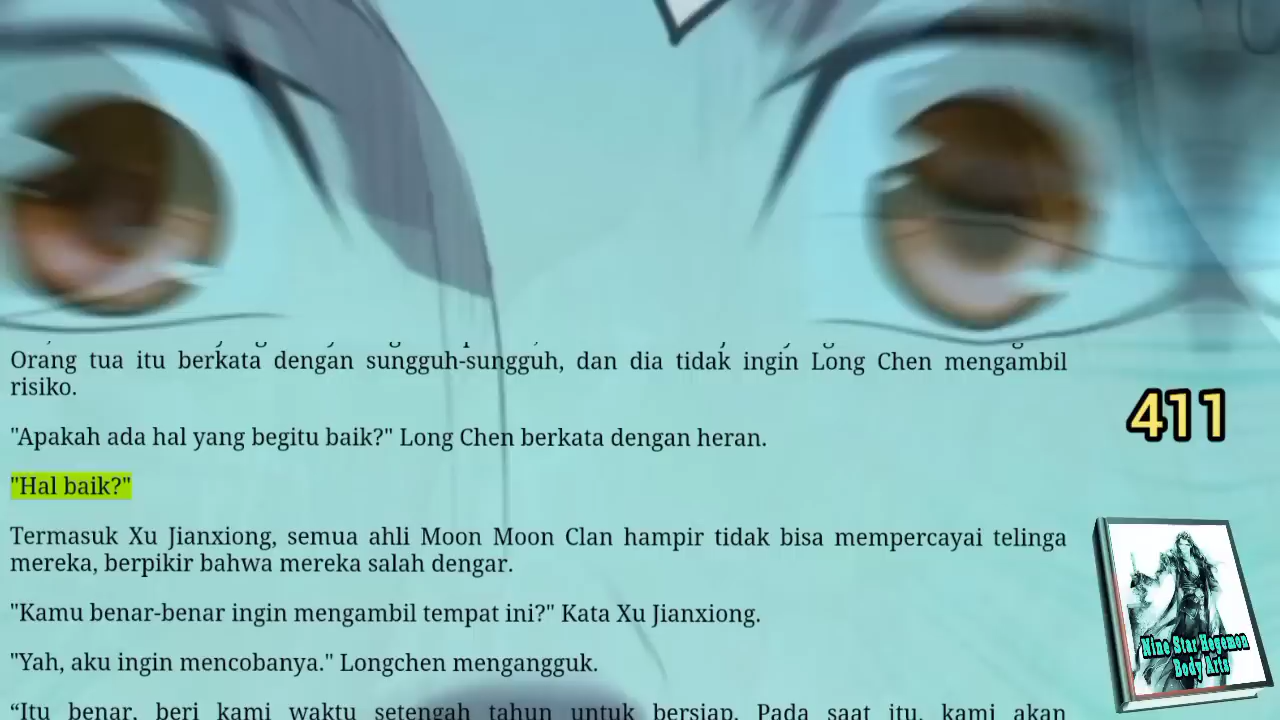 Orang tua itu berkata dengan sungguh-sungguh, dan dia tidak ingin Long Chen mengambil
risiko.
"Apakah ada hal yang begitu baik?" Long Chen berkata dengan heran.
"Hal baik?"
Termasuk Xu Jianxiong, semua ahli Moon Moon Clan hampir tidak bisa mempercayai telinga
mereka, berpikir bahwa mereka salah dengar.
"Kamu benar-benar ingin mengambil tempat ini?" Kata Xu Jianxiong.
"Yah, aku ingin mencobanya." Longchen mengangguk.
“Itu benar, beri kami waktu setengah tahun untuk bersiap. Pada saat itu, kami akan
411
Nine Star Hegemon
Body Arts